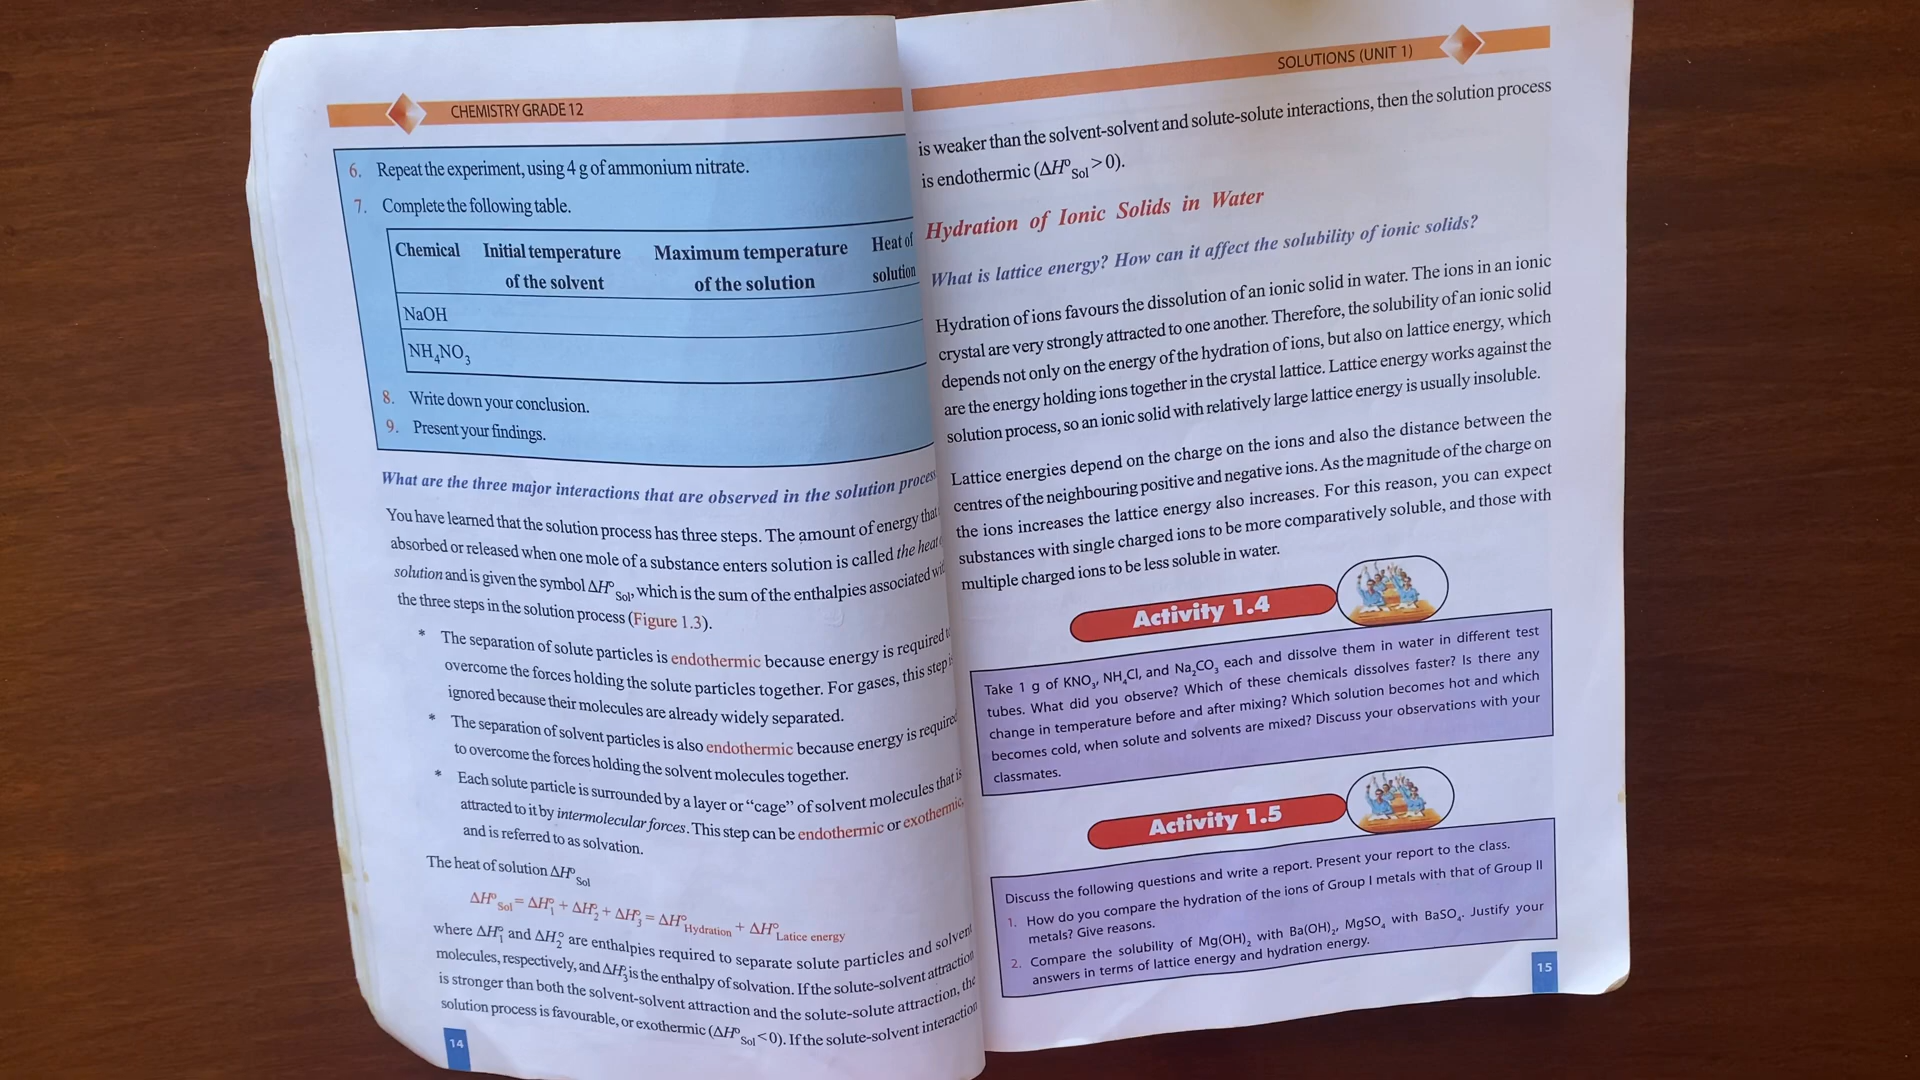 CHEMISTRY GRADE 12
6. Repeat the experiment, using 4 g of ammonium nitrate.
7. Complete the following table.
Chemical Initial temperature Maximum temperature Heat of
of the solvent of the solution solution
NaOH
NH₄NO₃
8. Write down your conclusion.
9. Present your findings.
What are the three major interactions that are observed in the solution process
You have learned that the solution process has three steps. The amount of energy that
absorbed or released when one mole of a substance enters solution is called the heat
solution and is given the symbol ΔH°Sol, which is the sum of the enthalpies associated
the three steps in the solution process (Figure 1.3).
* The separation of solute particles is endothermic because energy is required
overcome the forces holding the solute particles together. For gases, this step
ignored because their molecules are already widely separated.
* The separation of solvent particles is also endothermic because energy is required
to overcome the forces holding the solvent molecules together.
* Each solute particle is surrounded by a layer or “cage” of solvent molecules that is
attracted to it by intermolecular forces. This step can be endothermic or exothermic,
and is referred to as solvation.
The heat of solution ΔH°Sol
ΔH°Sol = ΔH°1 + ΔH°2 + ΔH°3 = ΔH°Hydration + ΔH°Latice energy
where ΔH°1 and ΔH°2 are enthalpies required to separate solute particles and solvent
molecules, respectively, and ΔH°3 is the enthalpy of solvation. If the solute-solvent attraction
is stronger than both the solvent-solvent attraction and the solute-solute attraction, the
solution process is favourable, or exothermic (ΔH°Sol <0). If the solute-solvent interaction
14
SOLUTIONS (UNIT 1)
is weaker than the solvent-solvent and solute-solute interactions, then the solution process
is endothermic (ΔH°Sol >0).
Hydration of Ionic Solids in Water
What is lattice energy? How can it affect the solubility of ionic solids?
Hydration of ions favours the dissolution of an ionic solid in water. The ions in an ionic
crystal are very strongly attracted to one another. Therefore, the solubility of an ionic solid
depends not only on the energy of the hydration of ions, but also on lattice energy, which
are the energy holding ions together in the crystal lattice. Lattice energy works against the
solution process, so an ionic solid with relatively large lattice energy is usually insoluble.
Lattice energies depend on the charge on the ions and also the distance between the
centres of the neighbouring positive and negative ions. As the magnitude of the charge on
the ions increases the lattice energy also increases. For this reason, you can expect
substances with single charged ions to be more comparatively soluble, and those with
multiple charged ions to be less soluble in water.
Activity 1.4
Take 1 g of KNO₃, NH₄Cl, and Na₂CO₃ each and dissolve them in water in different test
tubes. What did you observe? Which of these chemicals dissolves faster? Is there any
change in temperature before and after mixing? Which solution becomes hot and which
becomes cold, when solute and solvents are mixed? Discuss your observations with your
classmates.
Activity 1.5
Discuss the following questions and write a report. Present your report to the class.
1. How do you compare the hydration of the ions of Group I metals with that of Group II
metals? Give reasons.
2. Compare the solubility of Mg(OH)₂ with Ba(OH)₂, MgSO₄ with BaSO₄. Justify your
answers in terms of lattice energy and hydration energy.
15